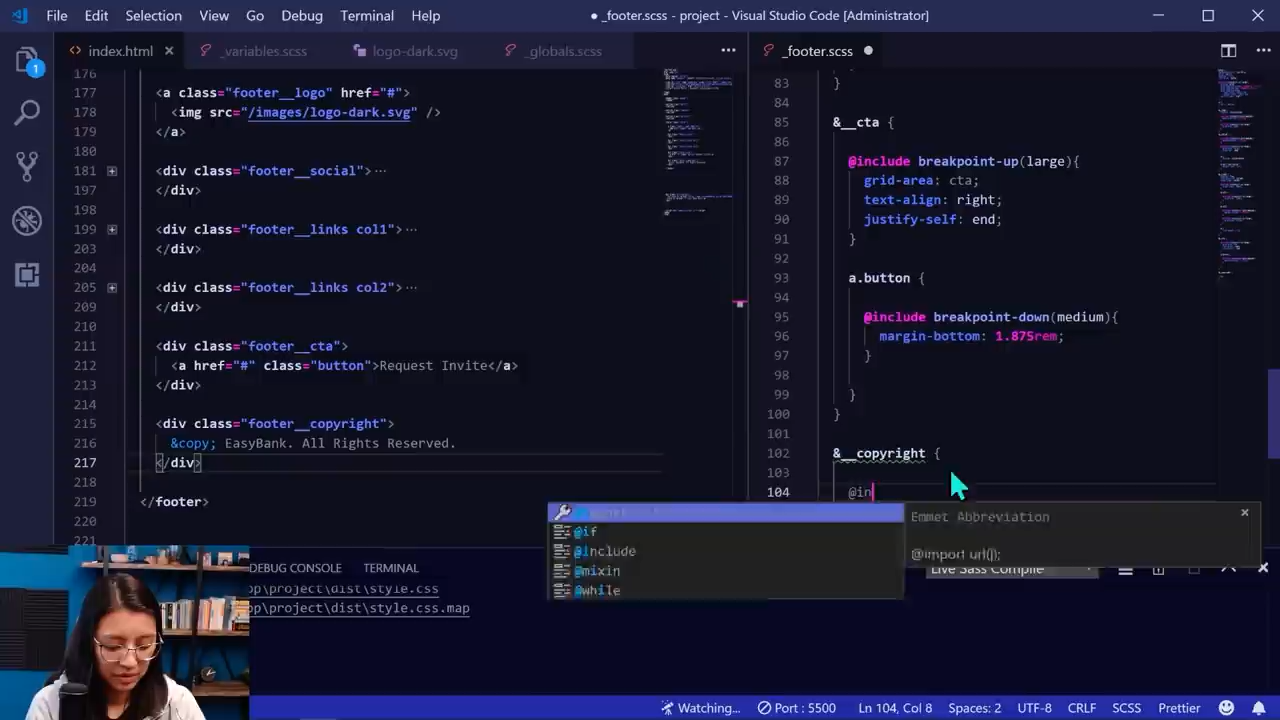 File Edit Selection View Go Debug Terminal Help
● _footer.scss - project - Visual Studio Code [Administrator]
1
<> index.html ×
_variables.scss
logo-dark.svg
_globals.scss
_footer.scss ●
176
177 <a class="footer__logo" href="#">
178 <img src="/images/logo-dark.svg" />
179 </a>
180
181 <div class="footer__social">···
197 </div>
198
199 <div class="footer__links col1">···
203 </div>
204
205 <div class="footer__links col2">···
209 </div>
210
211 <div class="footer__cta">
212 <a href="#" class="button">Request Invite</a>
213 </div>
214
215 <div class="footer__copyright">
216 &copy; EasyBank. All Rights Reserved.
217 </div>
218
219 </footer>
220
521
83 }
84
85 &__cta {
86
87 @include breakpoint-up(large){
88 grid-area: cta;
89 text-align: right;
90 justify-self: end;
91 }
92
93 a.button {
94
95 @include breakpoint-down(medium){
96 margin-bottom: 1.875rem;
97 }
98
99 }
100 }
101
102 &__copyright {
103
104 @in
@if
@include
@mixin
@while
Emmet Abbreviation ×
@import url();
DEBUG CONSOLE TERMINAL
Live Sass Compile
op\project\dist\style.css
op\project\dist\style.css.map
Watching... Port : 5500 Ln 104, Col 8 Spaces: 2 UTF-8 CRLF SCSS Prettier